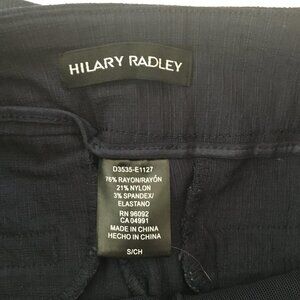 HILARY RADLEY
D3535-E1127
76% RAYON/RAYÓN
21% NYLON
3% SPANDEX/
ELASTANO
RN 96092
CA 04991
MADE IN CHINA
HECHO EN CHINA
S/CH